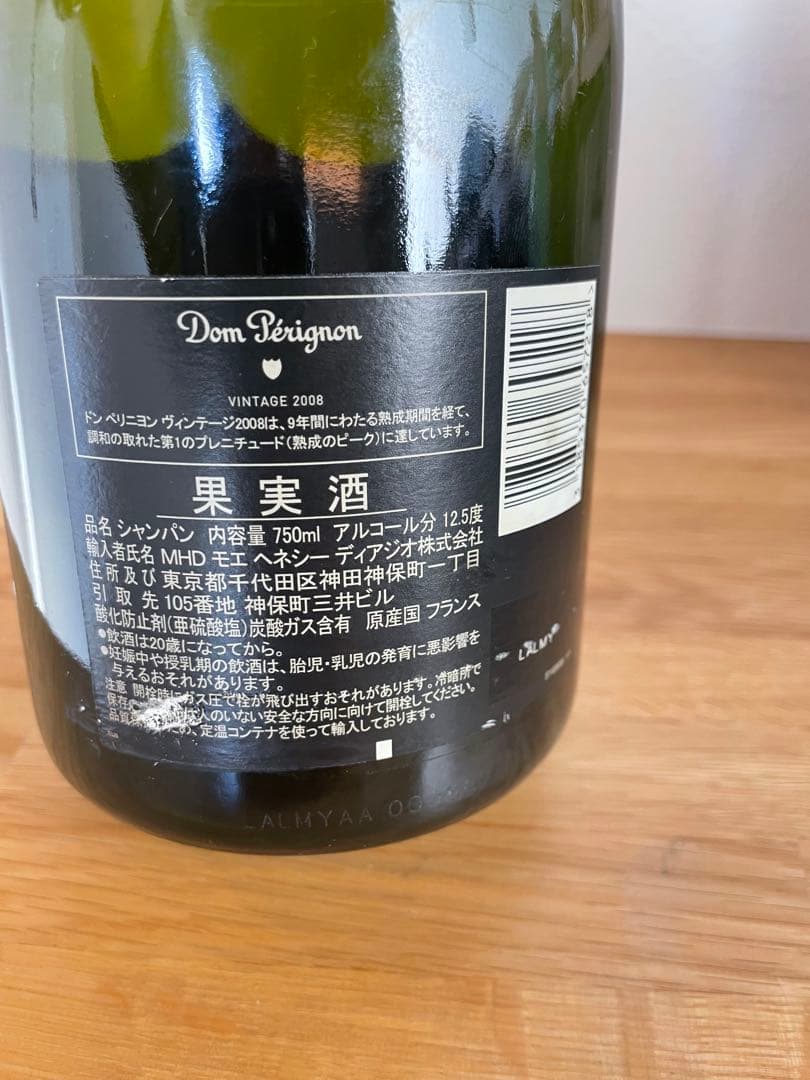 Dom Pérignon
VINTAGE 2008
ドン ペリニヨン ヴィンテージ2008は、9年間にわたる熟成期間を経て、
調和の取れた第1のプレニチュード(熟成のピーク)に達しています。
果実酒
品名 シャンパン 内容量 750ml アルコール分 12.5度
輸入者氏名 MHD モエ ヘネシー ディアジオ株式会社
住所及び 東京都千代田区神田神保町一丁目
引取先 105番地 神保町三井ビル
酸化防止剤(亜硫酸塩)炭酸ガス含有 原産国 フランス
•飲酒は20歳になってから。
•妊娠中や授乳期の飲酒は、胎児・乳児の発育に悪影響を
与えるおそれがあります。
注意 開栓時にガス圧で栓が飛び出すおそれがあります。冷暗所で
保存 人のいない安全な方向に向けて開栓してください。
品質 ため、定温コンテナを使って輸入しております。
LALMY
LALMYAA